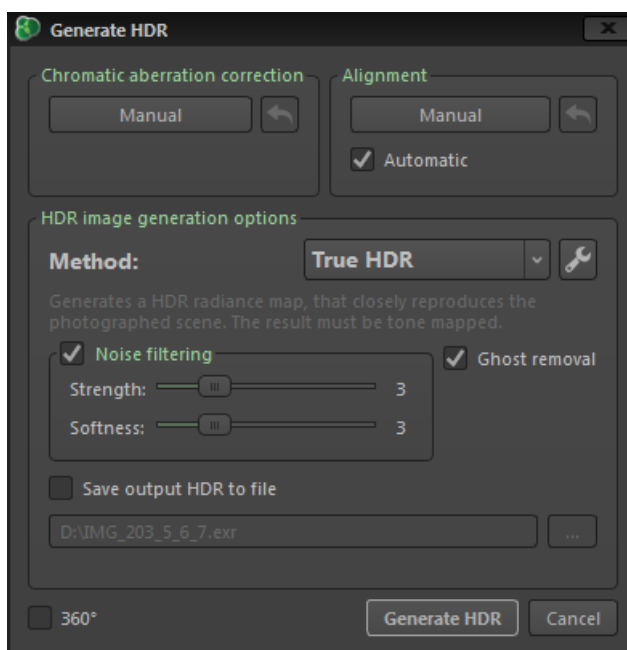 Generate HDR
Chromatic aberration correction
Manual
Alignment
Manual
Automatic
HDR image generation options
Method: True HDR
Generates a HDR radiance map, that closely reproduces the
photographed scene. The result must be tone mapped.
Noise filtering
Ghost removal
Strength: 3
Softness: 3
Save output HDR to file
D:\IMG_203_5_6_7.exr ...
360° Generate HDR Cancel